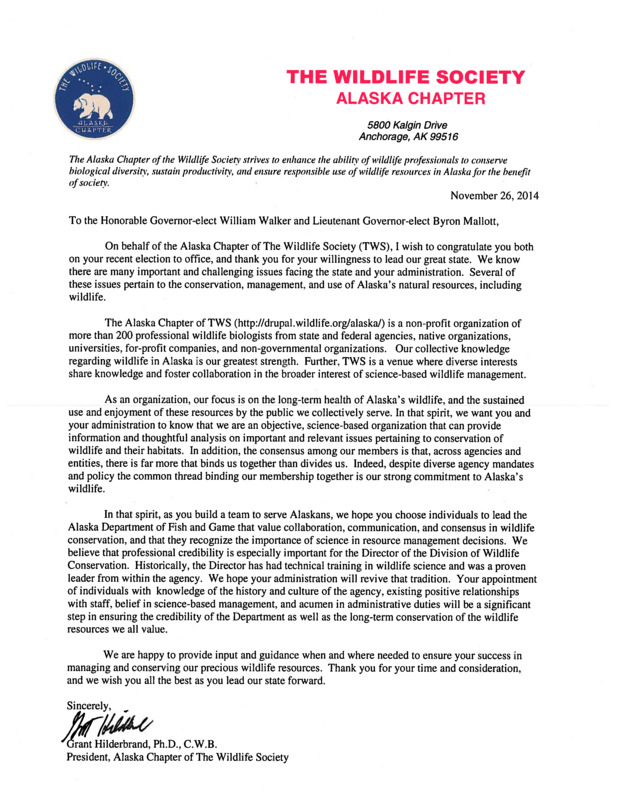 THE WILDLIFE SOCIETY
ALASKA
CHAPTER
THE WILDLIFE SOCIETY
ALASKA CHAPTER
5800 Kalgin Drive
Anchorage, AK 99516
The Alaska Chapter of the Wildlife Society strives to enhance the ability of wildlife professionals to conserve
biological diversity, sustain productivity, and ensure responsible use of wildlife resources in Alaska for the benefit
of society.
November 26, 2014
To the Honorable Governor-elect William Walker and Lieutenant Governor-elect Byron Mallott,
On behalf of the Alaska Chapter of The Wildlife Society (TWS), I wish to congratulate you both
on your recent election to office, and thank you for your willingness to lead our great state. We know
there are many important and challenging issues facing the state and your administration. Several of
these issues pertain to the conservation, management, and use of Alaska's natural resources, including
wildlife.
The Alaska Chapter of TWS (http://drupal.wildlife.org/alaska/) is a non-profit organization of
more than 200 professional wildlife biologists from state and federal agencies, native organizations,
universities, for-profit companies, and non-governmental organizations. Our collective knowledge
regarding wildlife in Alaska is our greatest strength. Further, TWS is a venue where diverse interests
share knowledge and foster collaboration in the broader interest of science-based wildlife management.
As an organization, our focus is on the long-term health of Alaska's wildlife, and the sustained
use and enjoyment of these resources by the public we collectively serve. In that spirit, we want you and
your administration to know that we are an objective, science-based organization that can provide
information and thoughtful analysis on important and relevant issues pertaining to conservation of
wildlife and their habitats. In addition, the consensus among our members is that, across agencies and
entities, there is far more that binds us together than divides us. Indeed, despite diverse agency mandates
and policy the common thread binding our membership together is our strong commitment to Alaska's
wildlife.
In that spirit, as you build a team to serve Alaskans, we hope you choose individuals to lead the
Alaska Department of Fish and Game that value collaboration, communication, and consensus in wildlife
conservation, and that they recognize the importance of science in resource management decisions. We
believe that professional credibility is especially important for the Director of the Division of Wildlife
Conservation. Historically, the Director has had technical training in wildlife science and was a proven
leader from within the agency. We hope your administration will revive that tradition. Your appointment
of individuals with knowledge of the history and culture of the agency, existing positive relationships
with staff, belief in science-based management, and acumen in administrative duties will be a significant
step in ensuring the credibility of the Department as well as the long-term conservation of the wildlife
resources we all value.
We are happy to provide input and guidance when and where needed to ensure your success in
managing and conserving our precious wildlife resources. Thank you for your time and consideration,
and we wish you all the best as you lead our state forward.
Sincerely,
Grant Hilderbrand, Ph.D., C.W.B.
President, Alaska Chapter of The Wildlife Society